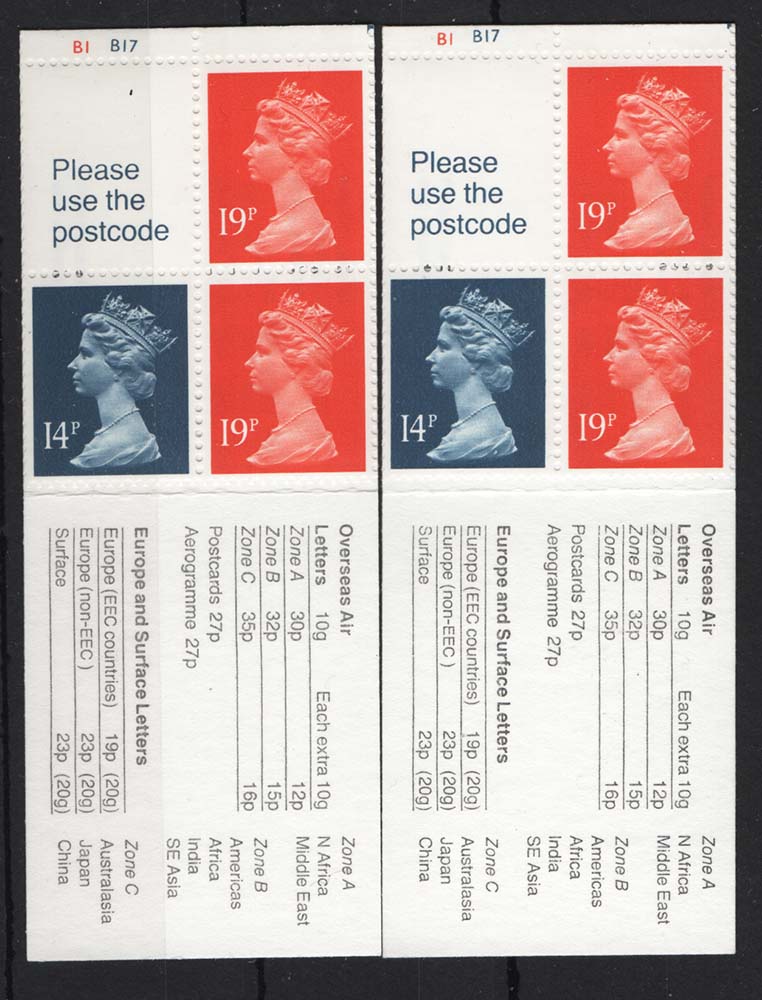 B1 B17
Please
use the
postcode
19P
14P
19P
Overseas Air
Letters 10g Each extra 10g
Zone A 30p 12p
Zone B 32p 15p
Zone C 35p 16p
Postcards 27p
Aerogramme 27p
Europe and Surface Letters
Europe (EEC countries) 19p (20g)
Europe (non-EEC) 23p (20g)
Surface 23p (20g)
Zone A
N Africa
Middle East
Zone B
Americas
Africa
India
SE Asia
Zone C
Australasia
Japan
China
B1 B17
Please
use the
postcode
19P
14P
19P
Overseas Air
Letters 10g Each extra 10g
Zone A 30p 12p
Zone B 32p 15p
Zone C 35p 16p
Postcards 27p
Aerogramme 27p
Europe and Surface Letters
Europe (EEC countries) 19p (20g)
Europe (non-EEC) 23p (20g)
Surface 23p (20g)
Zone A
N Africa
Middle East
Zone B
Americas
Africa
India
SE Asia
Zone C
Australasia
Japan
China